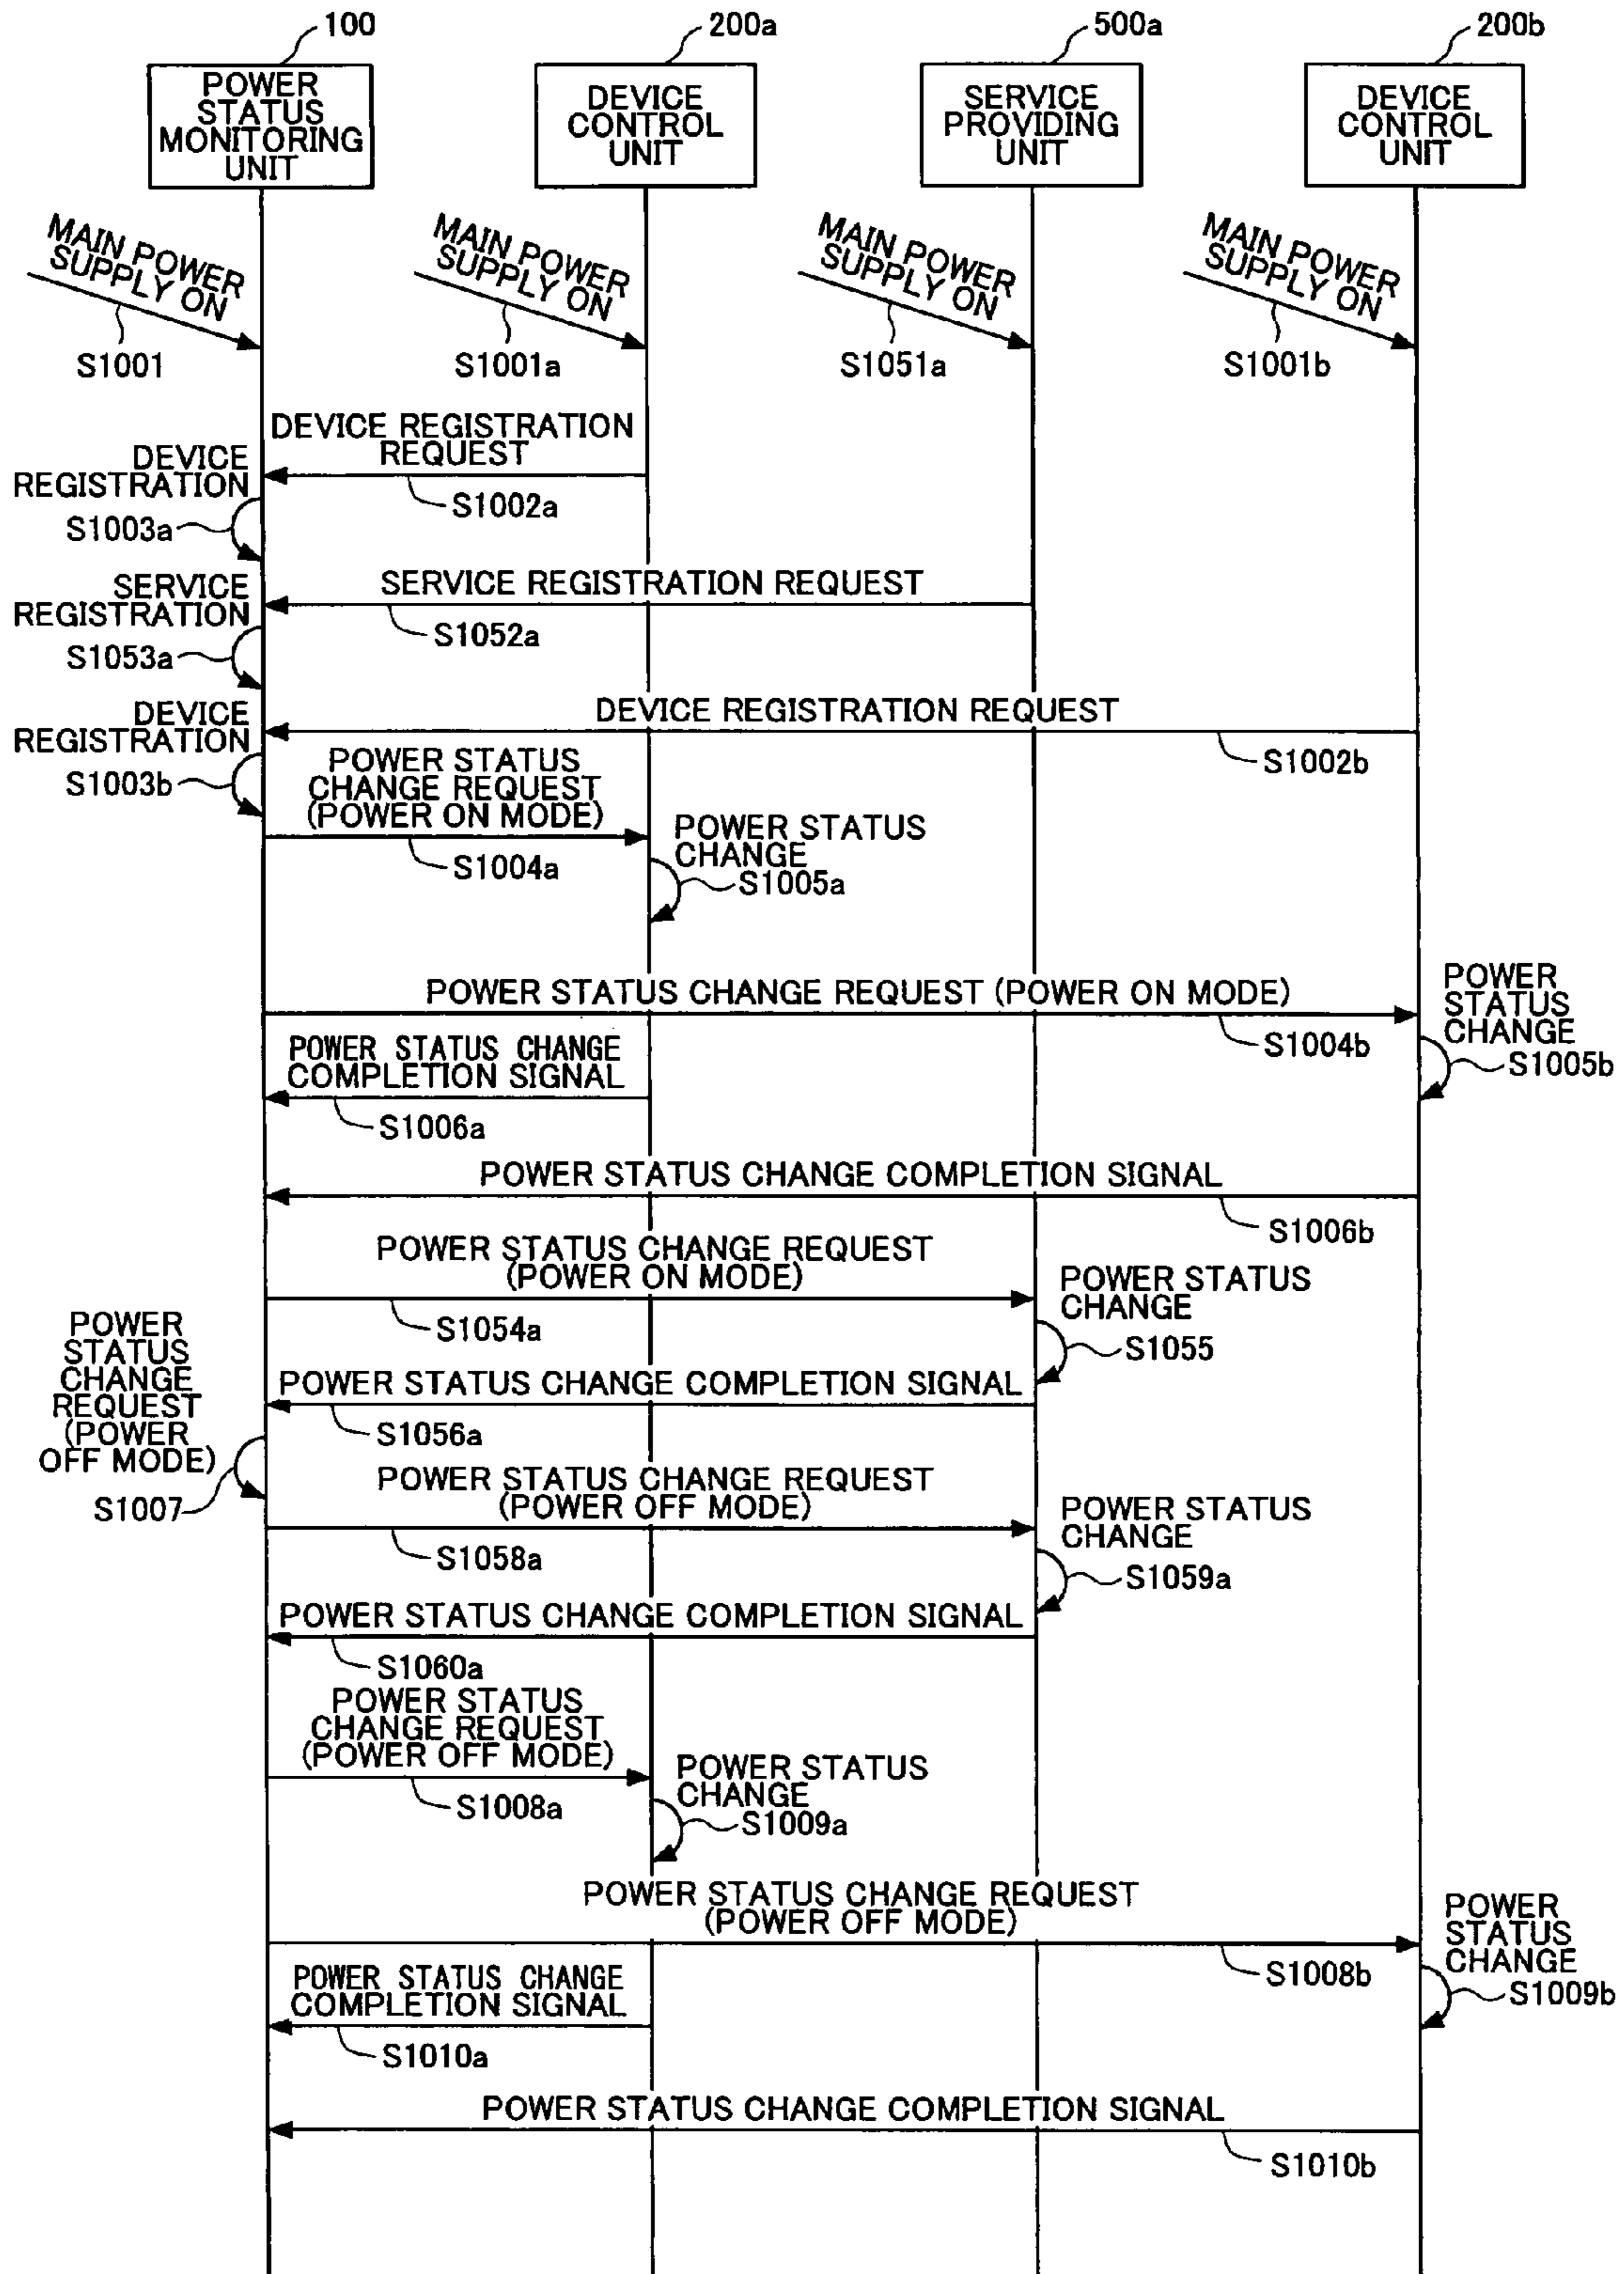 100
200a
500a
200b
POWER
STATUS
MONITORING
UNIT
DEVICE
CONTROL
UNIT
SERVICE
PROVIDING
UNIT
DEVICE
CONTROL
UNIT
MAIN POWER
SUPPLY ON
S1001
MAIN POWER
SUPPLY ON
S1001a
MAIN POWER
SUPPLY ON
S1051a
MAIN POWER
SUPPLY ON
S1001b
DEVICE REGISTRATION
REQUEST
S1002a
DEVICE
REGISTRATION
S1003a
SERVICE REGISTRATION REQUEST
S1052a
SERVICE
REGISTRATION
S1053a
DEVICE REGISTRATION REQUEST
S1002b
DEVICE
REGISTRATION
S1003b
POWER STATUS
CHANGE REQUEST
(POWER ON MODE)
S1004a
POWER STATUS
CHANGE
S1005a
POWER STATUS CHANGE REQUEST (POWER ON MODE)
S1004b
POWER
STATUS
CHANGE
S1005b
POWER STATUS CHANGE
COMPLETION SIGNAL
S1006a
POWER STATUS CHANGE COMPLETION SIGNAL
S1006b
POWER STATUS CHANGE REQUEST
(POWER ON MODE)
S1054a
POWER STATUS
CHANGE
S1055
POWER STATUS CHANGE COMPLETION SIGNAL
S1056a
POWER
STATUS
CHANGE
REQUEST
(POWER
OFF MODE)
S1007
POWER STATUS CHANGE REQUEST
(POWER OFF MODE)
S1058a
POWER STATUS
CHANGE
S1059a
POWER STATUS CHANGE COMPLETION SIGNAL
S1060a
POWER STATUS
CHANGE REQUEST
(POWER OFF MODE)
S1008a
POWER STATUS
CHANGE
S1009a
POWER STATUS CHANGE REQUEST
(POWER OFF MODE)
S1008b
POWER
STATUS
CHANGE
S1009b
POWER STATUS CHANGE
COMPLETION SIGNAL
S1010a
POWER STATUS CHANGE COMPLETION SIGNAL
S1010b